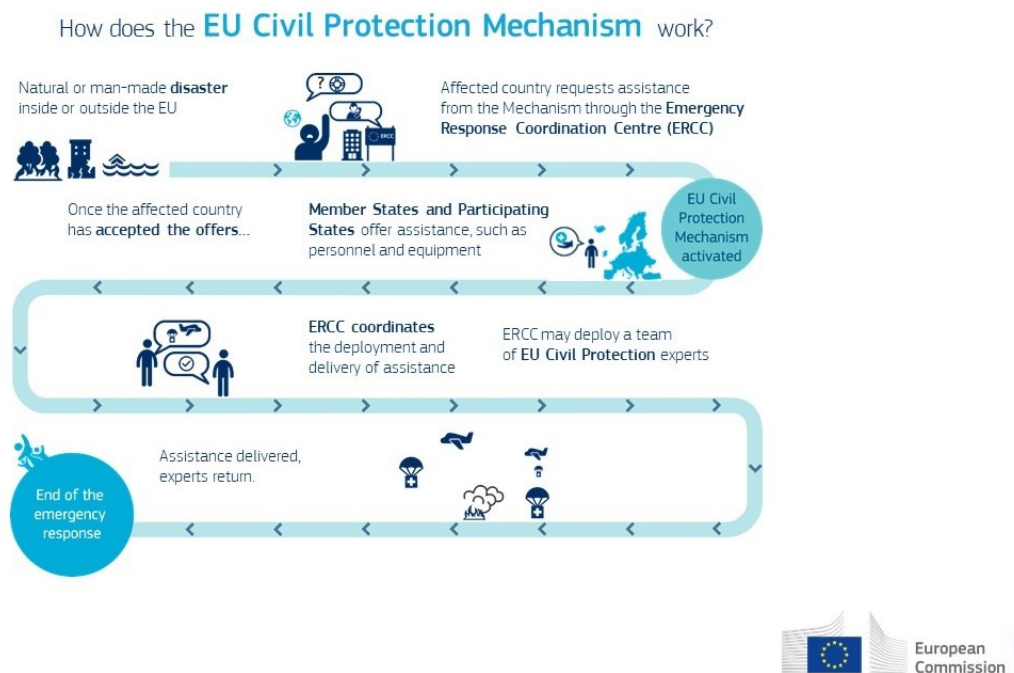 How does the EU Civil Protection Mechanism work?
Natural or man-made disaster
inside or outside the EU
?
ERCC
Affected country requests assistance
from the Mechanism through the Emergency
Response Coordination Centre (ERCC)
EU Civil
Protection
Mechanism
activated
Member States and Participating
States offer assistance, such as
personnel and equipment
Once the affected country
has accepted the offers...
ERCC coordinates
the deployment and
delivery of assistance
ERCC may deploy a team
of EU Civil Protection experts
Assistance delivered,
experts return.
End of the
emergency
response
European
Commission